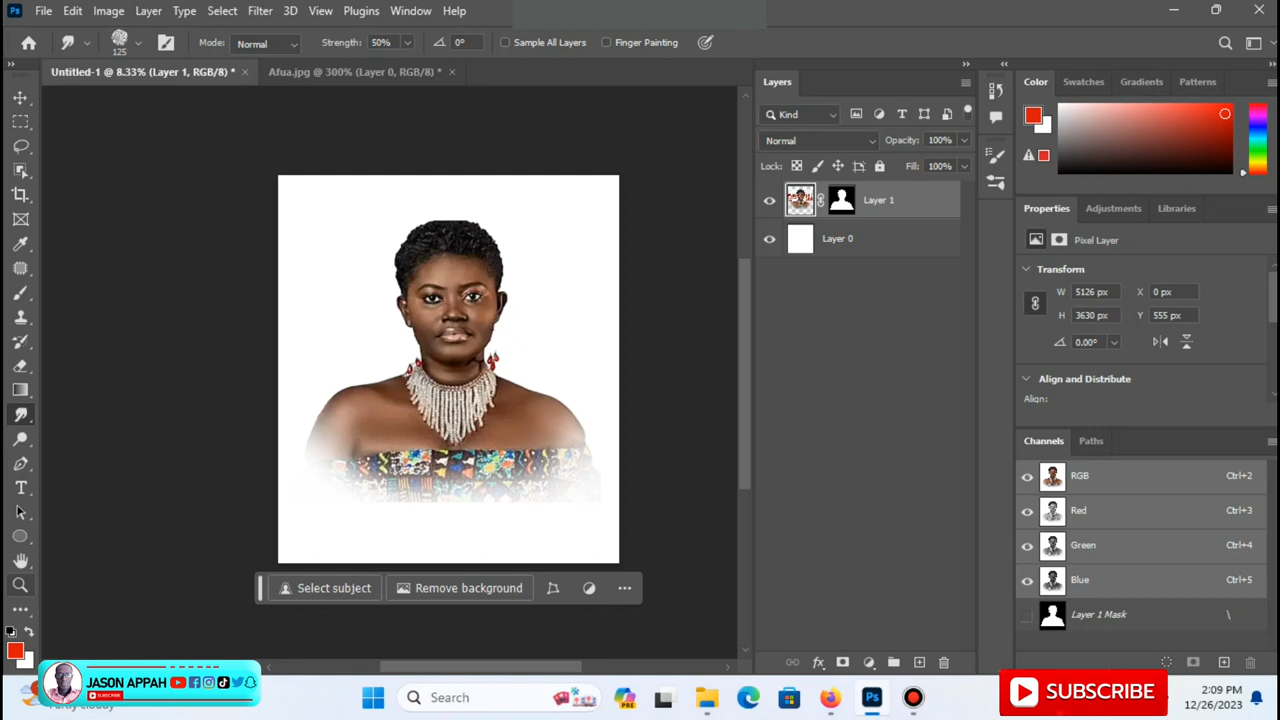 Ps File Edit Image Layer Type Select Filter 3D View Plugins Window Help
125 Mode: Normal Strength: 50% 0° Sample All Layers Finger Painting
Untitled-1 @ 8.33% (Layer 1, RGB/8) * × Afua.jpg @ 300% (Layer 0, RGB/8) * ×
Layers
Kind
Normal Opacity: 100%
Lock: Fill: 100%
Layer 1
Layer 0
Color Swatches Gradients Patterns
Properties Adjustments Libraries
Pixel Layer
Transform
W 5126 px X 0 px
H 3630 px Y 555 px
0.00°
Align and Distribute
Align:
Channels Paths
RGB Ctrl+2
Red Ctrl+3
Green Ctrl+4
Blue Ctrl+5
Layer 1 Mask \
Select subject Remove background
JASON APPAH
SUBSCRIBE
Search
PRE
Ps
SUBSCRIBE
2:09 PM
12/26/2023